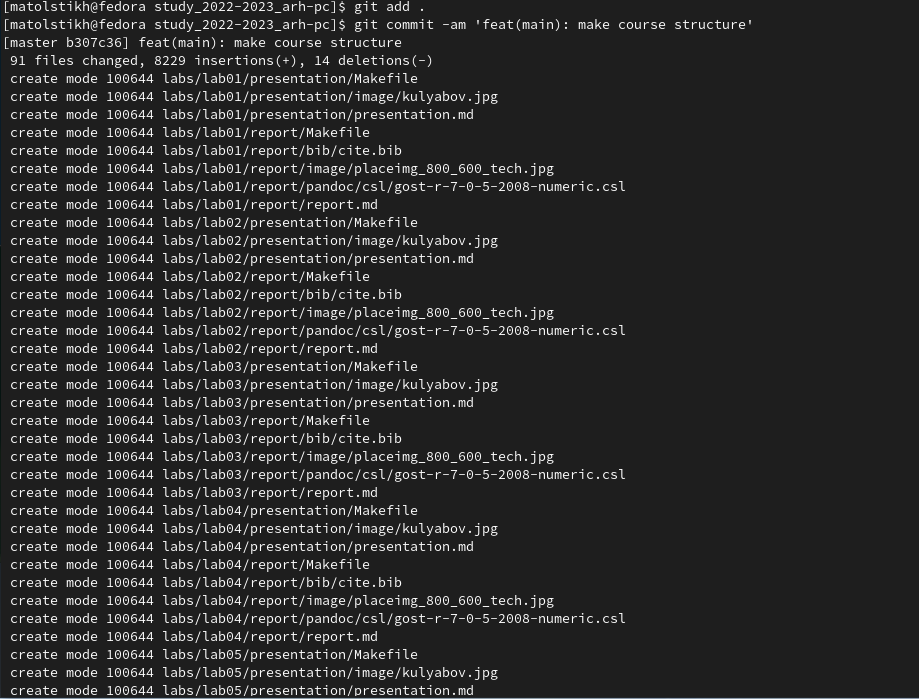 [matolstikh@fedora study_2022-2023_arh-pc]$ git add .
[matolstikh@fedora study_2022-2023_arh-pc]$ git commit -am 'feat(main): make course structure'
[master b307c36] feat(main): make course structure
 91 files changed, 8229 insertions(+), 14 deletions(-)
 create mode 100644 labs/lab01/presentation/Makefile
 create mode 100644 labs/lab01/presentation/image/kulyabov.jpg
 create mode 100644 labs/lab01/presentation/presentation.md
 create mode 100644 labs/lab01/report/Makefile
 create mode 100644 labs/lab01/report/bib/cite.bib
 create mode 100644 labs/lab01/report/image/placeimg_800_600_tech.jpg
 create mode 100644 labs/lab01/report/pandoc/csl/gost-r-7-0-5-2008-numeric.csl
 create mode 100644 labs/lab01/report/report.md
 create mode 100644 labs/lab02/presentation/Makefile
 create mode 100644 labs/lab02/presentation/image/kulyabov.jpg
 create mode 100644 labs/lab02/presentation/presentation.md
 create mode 100644 labs/lab02/report/Makefile
 create mode 100644 labs/lab02/report/bib/cite.bib
 create mode 100644 labs/lab02/report/image/placeimg_800_600_tech.jpg
 create mode 100644 labs/lab02/report/pandoc/csl/gost-r-7-0-5-2008-numeric.csl
 create mode 100644 labs/lab02/report/report.md
 create mode 100644 labs/lab03/presentation/Makefile
 create mode 100644 labs/lab03/presentation/image/kulyabov.jpg
 create mode 100644 labs/lab03/presentation/presentation.md
 create mode 100644 labs/lab03/report/Makefile
 create mode 100644 labs/lab03/report/bib/cite.bib
 create mode 100644 labs/lab03/report/image/placeimg_800_600_tech.jpg
 create mode 100644 labs/lab03/report/pandoc/csl/gost-r-7-0-5-2008-numeric.csl
 create mode 100644 labs/lab03/report/report.md
 create mode 100644 labs/lab04/presentation/Makefile
 create mode 100644 labs/lab04/presentation/image/kulyabov.jpg
 create mode 100644 labs/lab04/presentation/presentation.md
 create mode 100644 labs/lab04/report/Makefile
 create mode 100644 labs/lab04/report/bib/cite.bib
 create mode 100644 labs/lab04/report/image/placeimg_800_600_tech.jpg
 create mode 100644 labs/lab04/report/pandoc/csl/gost-r-7-0-5-2008-numeric.csl
 create mode 100644 labs/lab04/report/report.md
 create mode 100644 labs/lab05/presentation/Makefile
 create mode 100644 labs/lab05/presentation/image/kulyabov.jpg
 create mode 100644 labs/lab05/presentation/presentation.md